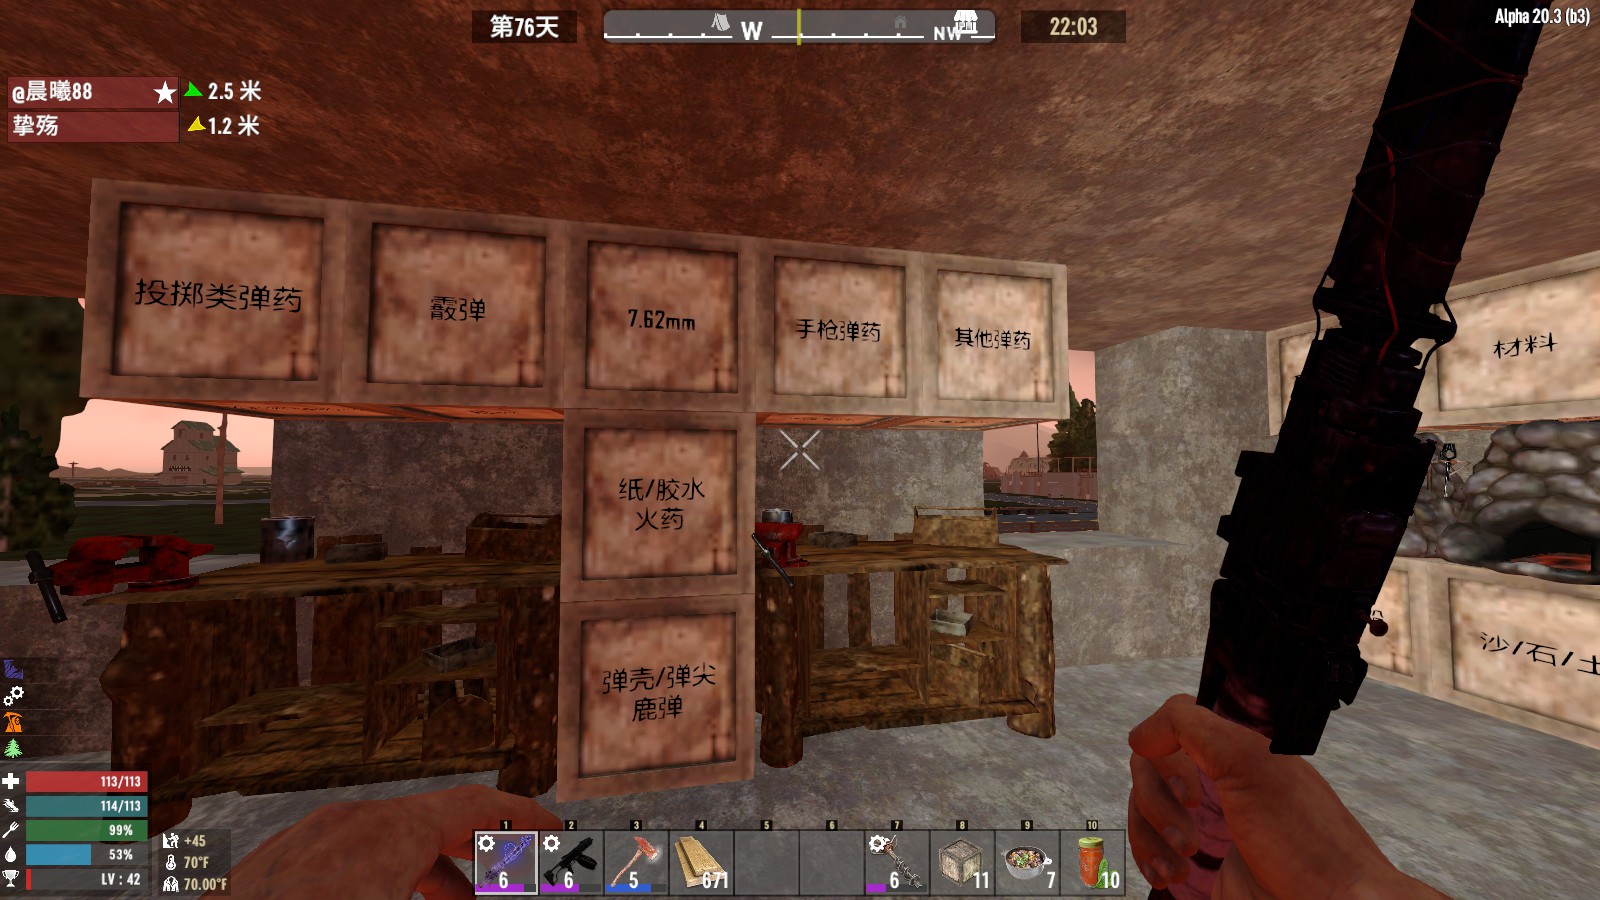 第76天
W
NW
22:03
Alpha 20.3 (b3)
@晨曦88
2.5 米
挚殇
1.2 米
投掷类弹药
霰弹
7.62mm
手枪弹药
其他弹药
材料
纸/胶水
火药
弹壳/弹尖
鹿弹
沙/石/土
113/113
114/113
99%
53%
LV : 42
+45
70°F
70.00°F
1
2
3
4
5
6
7
8
9
10
6
6
5
671
6
11
7
10